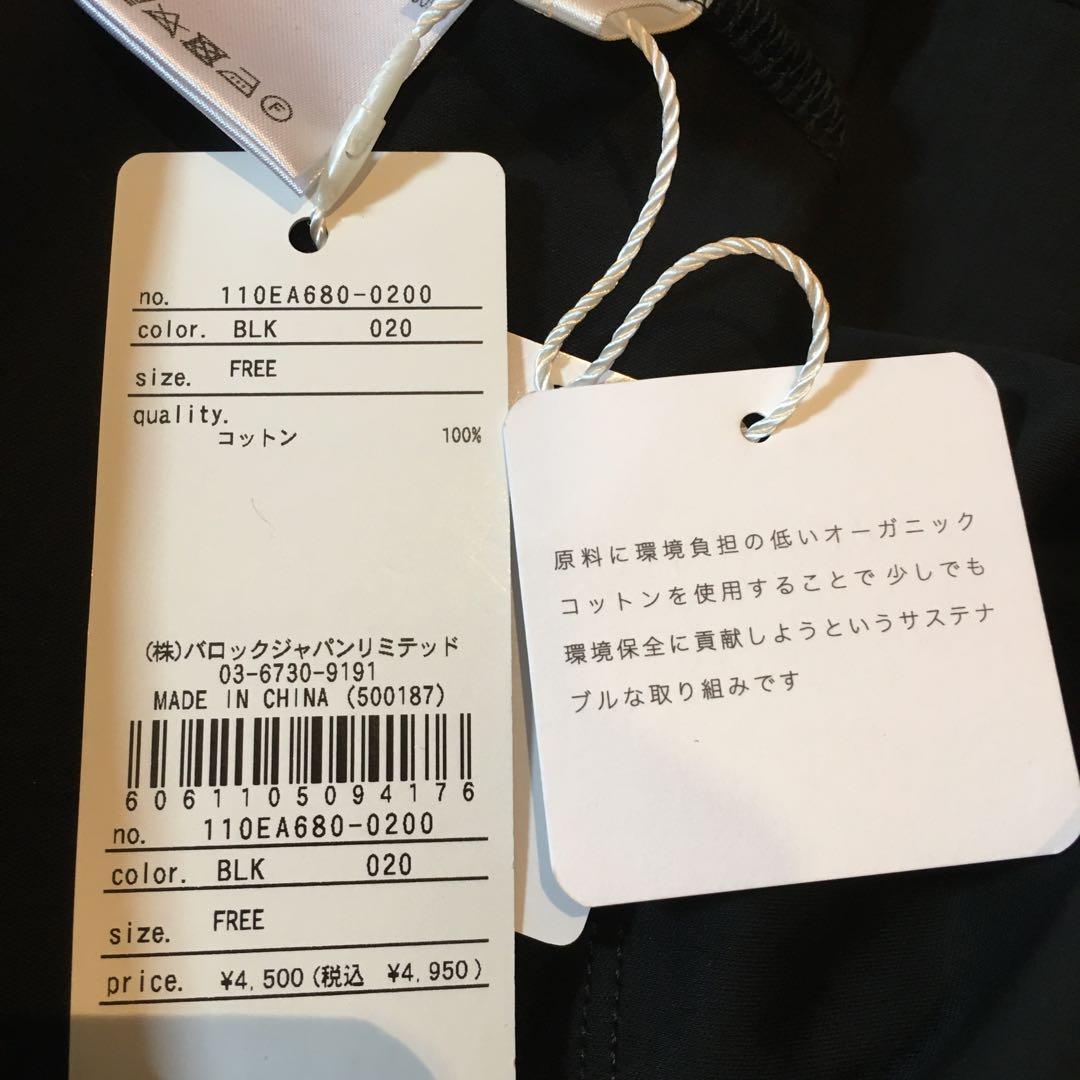 F
no. 110EA680-0200
color. BLK 020
size. FREE
quality.
コットン 100%
(株)バロックジャパンリミテッド
03-6730-9191
MADE IN CHINA (500187)
6061105094176
no. 110EA680-0200
color. BLK 020
size. FREE
price. ¥4,500(税込 ¥4,950)
原料に環境負担の低いオーガニック
コットンを使用することで 少しでも
環境保全に貢献しようというサステナ
ブルな取り組みです